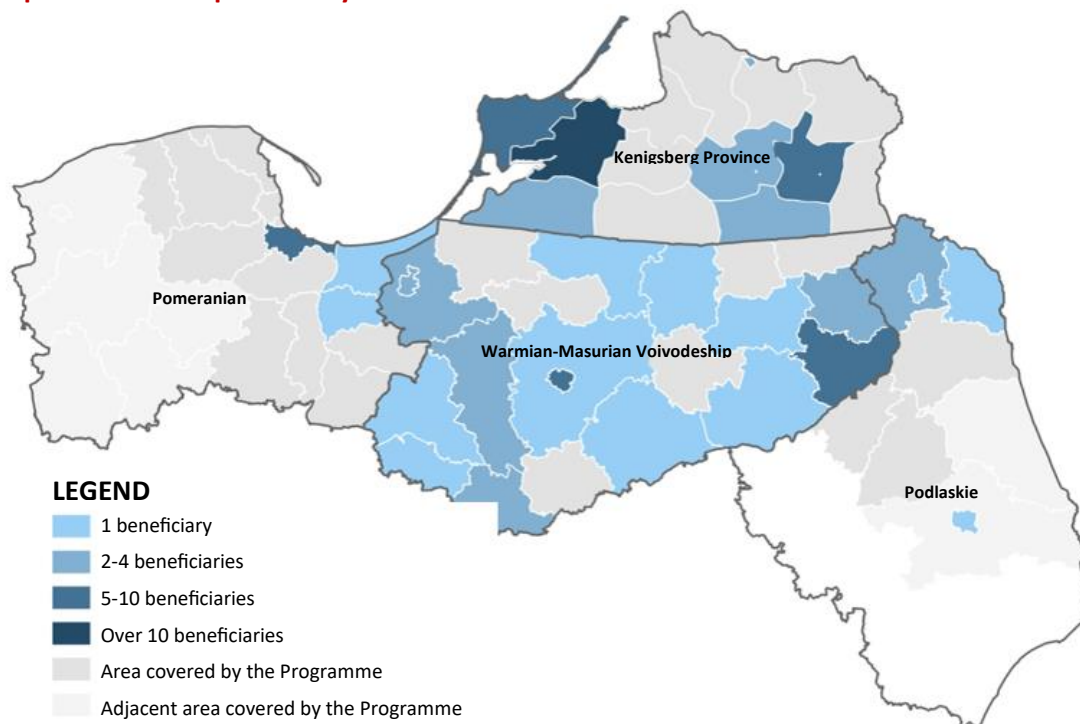 Kenigsberg Province
Pomeranian
Warmian-Masurian Voivodeship
Podlaskie
LEGEND
1 beneficiary
2-4 beneficiaries
5-10 beneficiaries
Over 10 beneficiaries
Area covered by the Programme
Adjacent area covered by the Programme